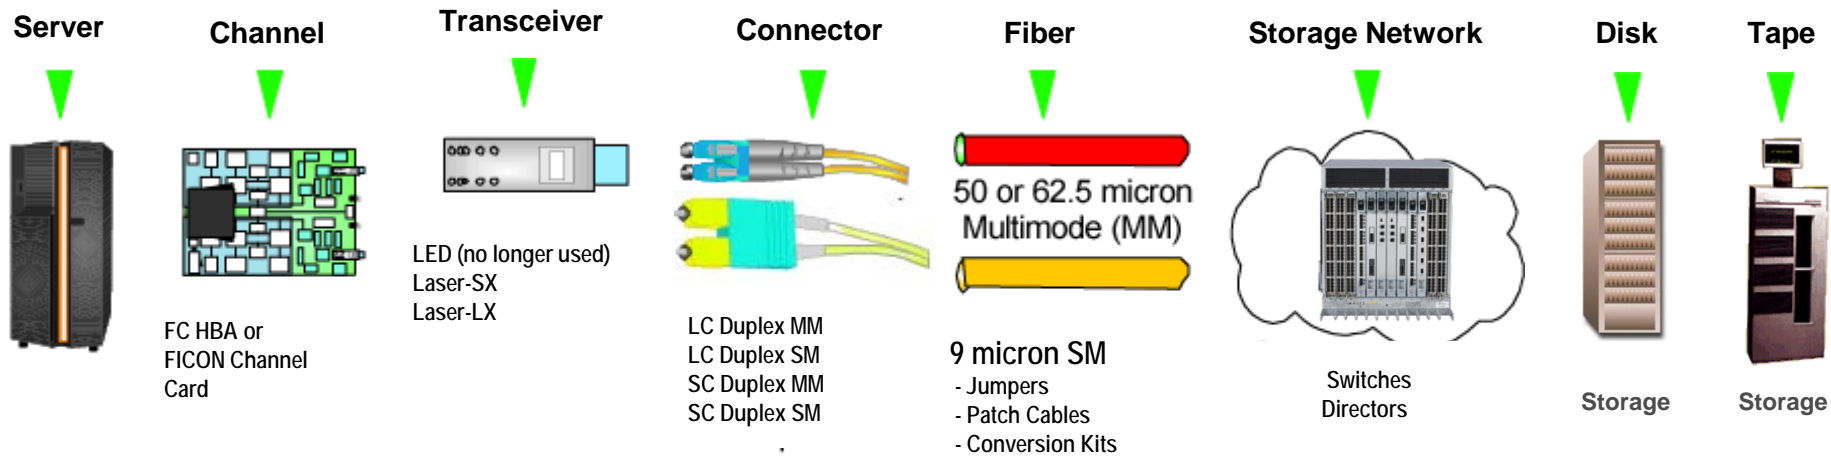 Server
Channel
Transceiver
Connector
Fiber
Storage Network
Disk
Tape
FC HBA or
FICON Channel
Card
LED (no longer used)
Laser-SX
Laser-LX
LC Duplex MM
LC Duplex SM
SC Duplex MM
SC Duplex SM
50 or 62.5 micron
Multimode (MM)
9 micron SM
- Jumpers
- Patch Cables
- Conversion Kits
Switches
Directors
Storage
Storage